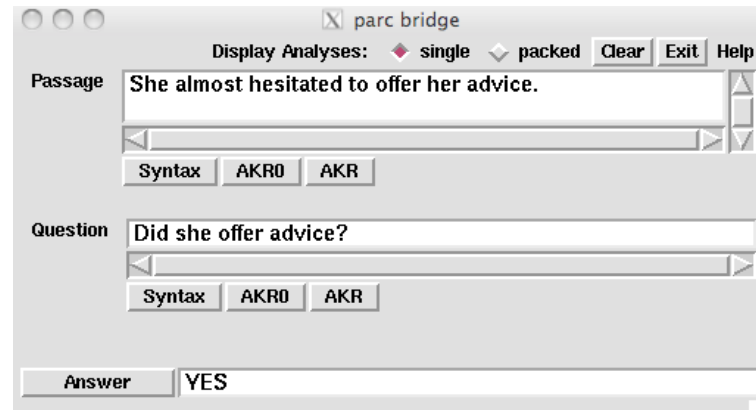 parc bridge
Display Analyses: single packed Clear Exit Help
Passage She almost hesitated to offer her advice.
Syntax AKR0 AKR
Question Did she offer advice?
Syntax AKR0 AKR
Answer YES